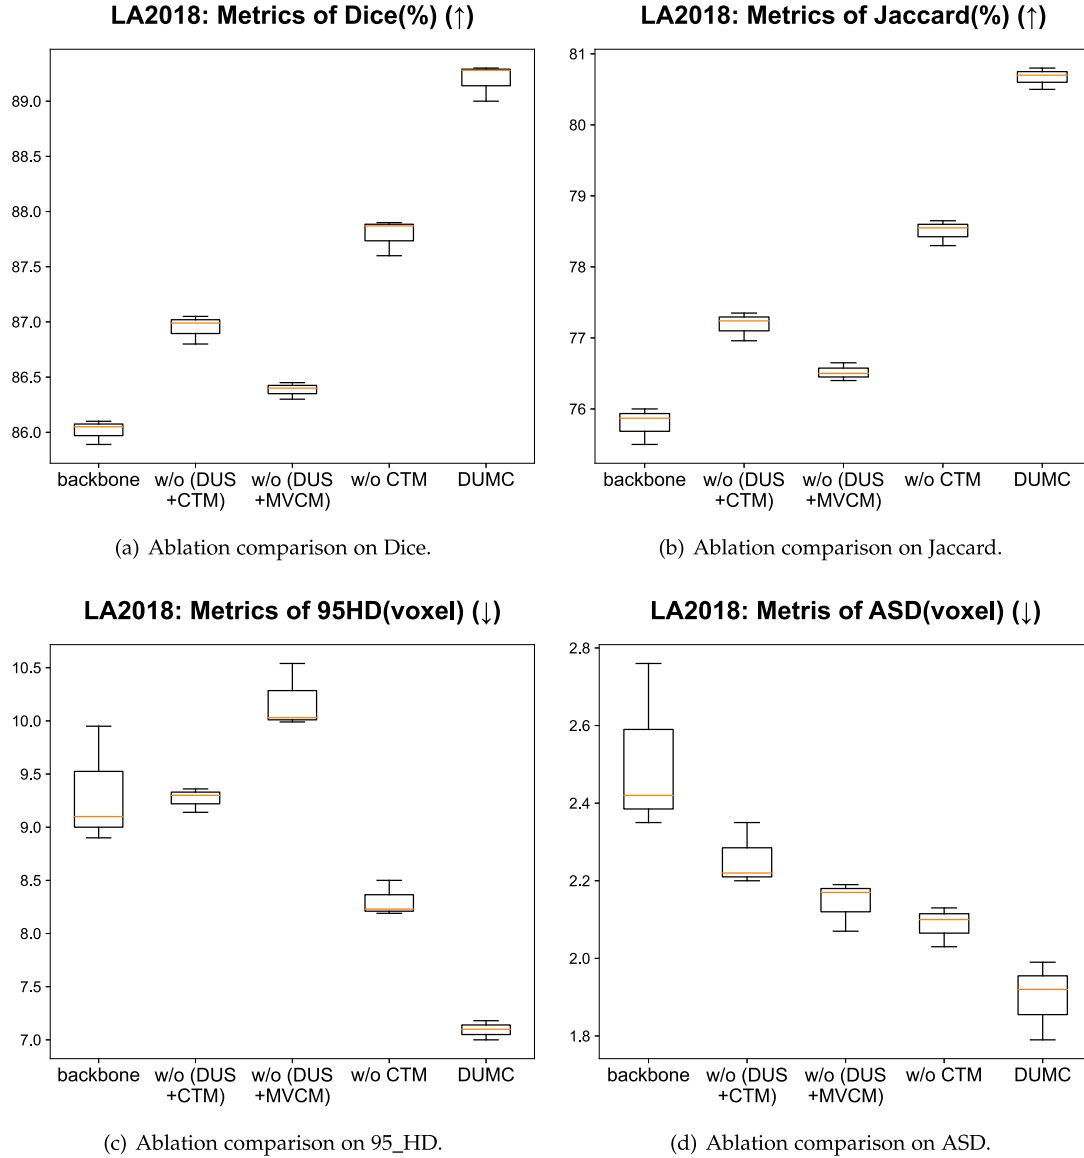 LA2018: Metrics of Dice(%) (↑)
89.0
88.5
88.0
87.5
87.0
86.5
86.0
backbone w/o (DUS w/o (DUS w/o CTM DUMC
+CTM) +MVCM)
(a) Ablation comparison on Dice.
LA2018: Metrics of Jaccard(%) (↑)
81
80
79
78
77
76
backbone w/o (DUS w/o (DUS w/o CTM DUMC
+CTM) +MVCM)
(b) Ablation comparison on Jaccard.
LA2018: Metrics of 95HD(voxel) (↓)
10.5
10.0
9.5
9.0
8.5
8.0
7.5
7.0
backbone w/o (DUS w/o (DUS w/o CTM DUMC
+CTM) +MVCM)
(c) Ablation comparison on 95_HD.
LA2018: Metris of ASD(voxel) (↓)
2.8
2.6
2.4
2.2
2.0
1.8
backbone w/o (DUS w/o (DUS w/o CTM DUMC
+CTM) +MVCM)
(d) Ablation comparison on ASD.